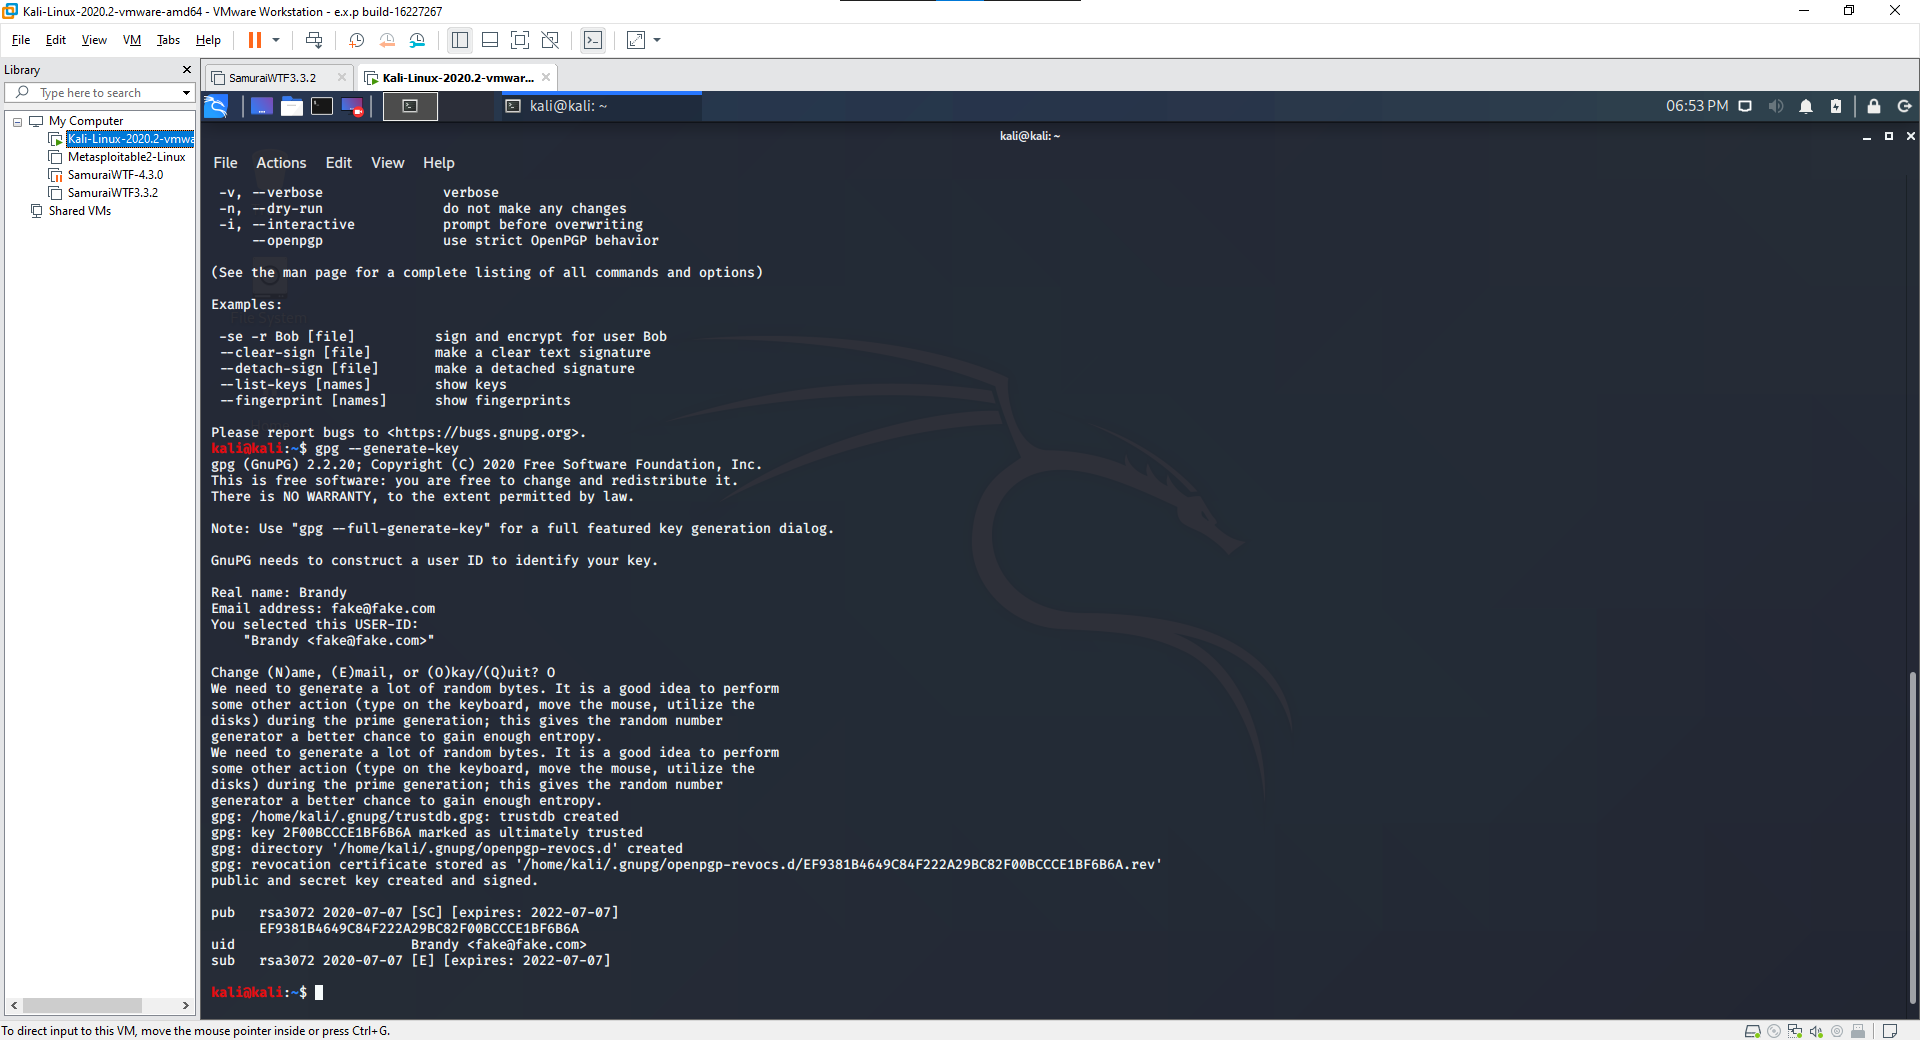 Kali-Linux-2020.2-vmware-amd64 - VMware Workstation - e.x.p build-16227267
File Edit View VM Tabs Help
Library
Type here to search
My Computer
Kali-Linux-2020.2-vmwa
Metasploitable2-Linux
SamuraiWTF-4.3.0
SamuraiWTF3.3.2
Shared VMs
SamuraiWTF3.3.2
Kali-Linux-2020.2-vmwar...
kali@kali: ~
06:53 PM
kali@kali: ~
File Actions Edit View Help
-v, --verbose verbose
-n, --dry-run do not make any changes
-i, --interactive prompt before overwriting
--openpgp use strict OpenPGP behavior
(See the man page for a complete listing of all commands and options)
Examples:
-se -r Bob [file] sign and encrypt for user Bob
--clear-sign [file] make a clear text signature
--detach-sign [file] make a detached signature
--list-keys [names] show keys
--fingerprint [names] show fingerprints
Please report bugs to <https://bugs.gnupg.org>.
kali@kali:~$ gpg --generate-key
gpg (GnuPG) 2.2.20; Copyright (C) 2020 Free Software Foundation, Inc.
This is free software: you are free to change and redistribute it.
There is NO WARRANTY, to the extent permitted by law.
Note: Use "gpg --full-generate-key" for a full featured key generation dialog.
GnuPG needs to construct a user ID to identify your key.
Real name: Brandy
Email address: fake@fake.com
You selected this USER-ID:
"Brandy <fake@fake.com>"
Change (N)ame, (E)mail, or (O)kay/(Q)uit? O
We need to generate a lot of random bytes. It is a good idea to perform
some other action (type on the keyboard, move the mouse, utilize the
disks) during the prime generation; this gives the random number
generator a better chance to gain enough entropy.
We need to generate a lot of random bytes. It is a good idea to perform
some other action (type on the keyboard, move the mouse, utilize the
disks) during the prime generation; this gives the random number
generator a better chance to gain enough entropy.
gpg: /home/kali/.gnupg/trustdb.gpg: trustdb created
gpg: key 2F00BCCCE1BF6B6A marked as ultimately trusted
gpg: directory '/home/kali/.gnupg/openpgp-revocs.d' created
gpg: revocation certificate stored as '/home/kali/.gnupg/openpgp-revocs.d/EF9381B4649C84F222A29BC82F00BCCCE1BF6B6A.rev'
public and secret key created and signed.
pub rsa3072 2020-07-07 [SC] [expires: 2022-07-07]
EF9381B4649C84F222A29BC82F00BCCCE1BF6B6A
uid Brandy <fake@fake.com>
sub rsa3072 2020-07-07 [E] [expires: 2022-07-07]
kali@kali:~$
To direct input to this VM, move the mouse pointer inside or press Ctrl+G.